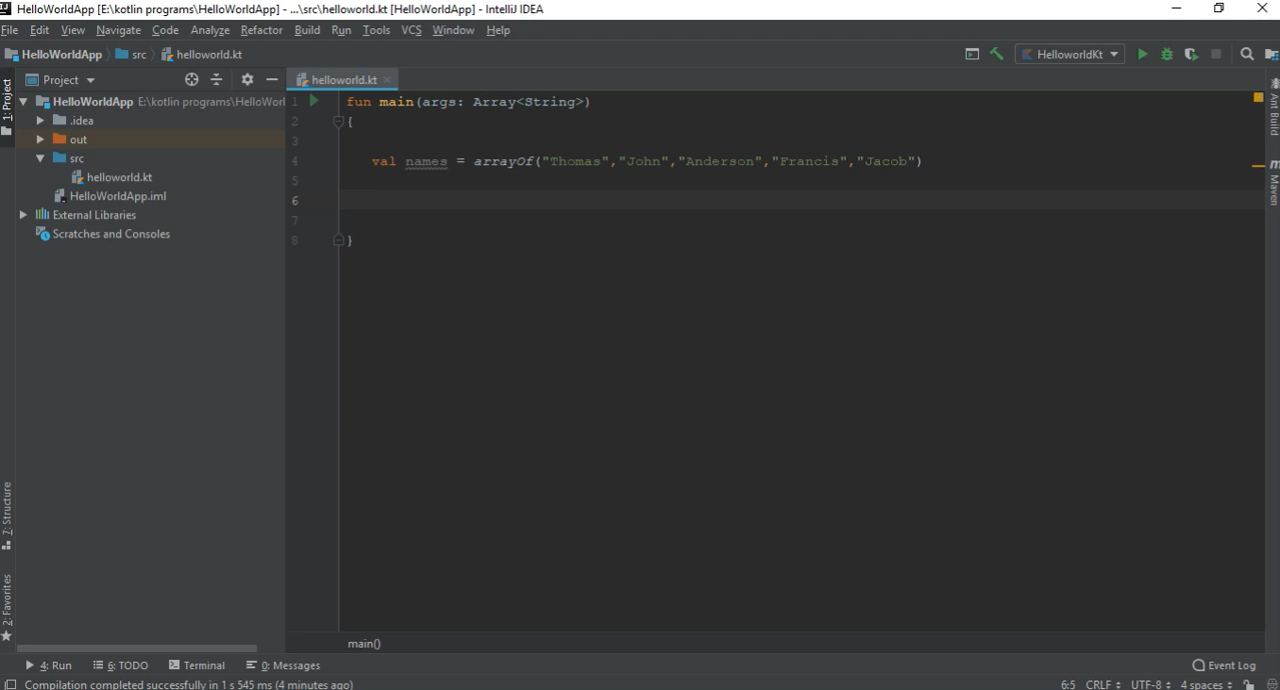 HelloWorldApp [E:\kotlin programs\HelloWorldApp] - ...\src\helloworld.kt [HelloWorldApp] - IntelliJ IDEA
File Edit View Navigate Code Analyze Refactor Build Run Tools VCS Window Help
HelloWorldApp src helloworld.kt HelloworldKt
Project helloworld.kt
1: Project
HelloWorldApp E:\kotlin programs\HelloWorl
.idea
out
src
helloworld.kt
HelloWorldApp.iml
External Libraries
Scratches and Consoles
7: Structure
2: Favorites
1 fun main(args: Array<String>)
2 {
3
4 val names = arrayOf("Thomas","John","Anderson","Francis","Jacob")
5
6
7
8 }
Ant Build
Maven
main()
4: Run 6: TODO Terminal 0: Messages Event Log
Compilation completed successfully in 1 s 545 ms (4 minutes ago) 6:5 CRLF UTF-8 4 spaces